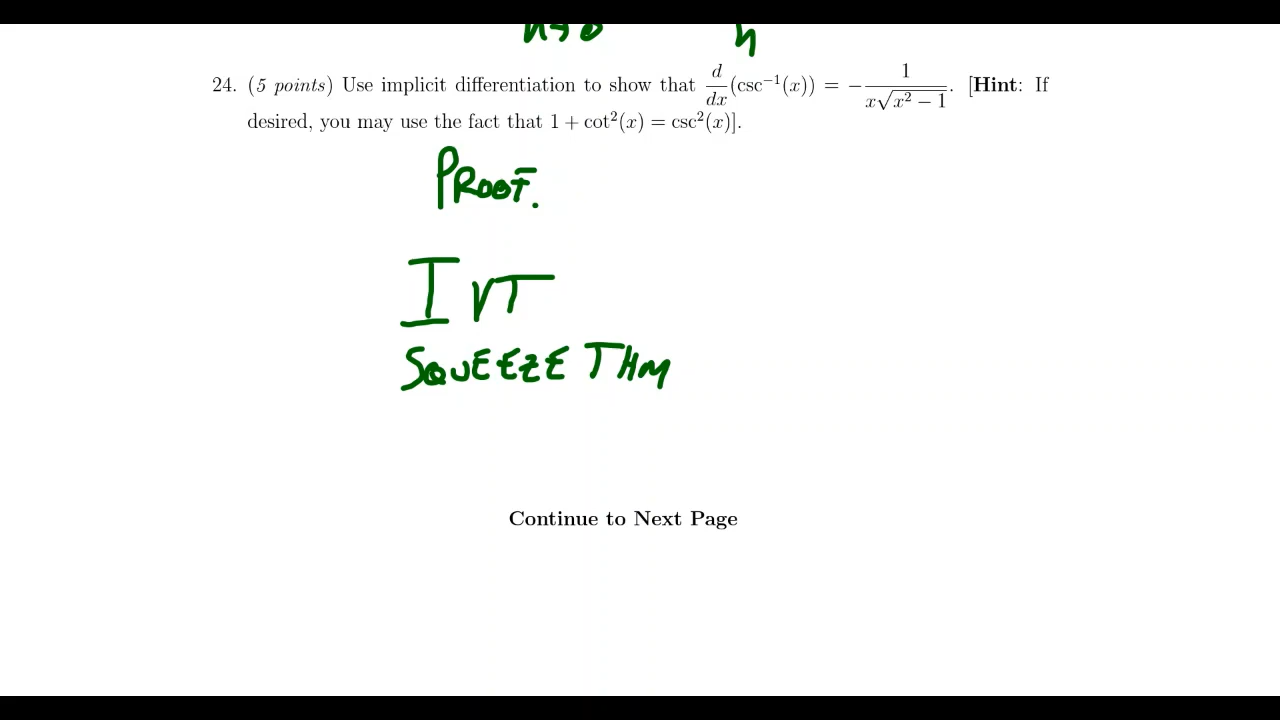 h→0 h
24. (5 points) Use implicit differentiation to show that d/dx (csc⁻¹(x)) = − 1/(x√(x² − 1)). [Hint: If
desired, you may use the fact that 1 + cot²(x) = csc²(x)].
PROOF.
IVT
SQUEEZE THM
Continue to Next Page